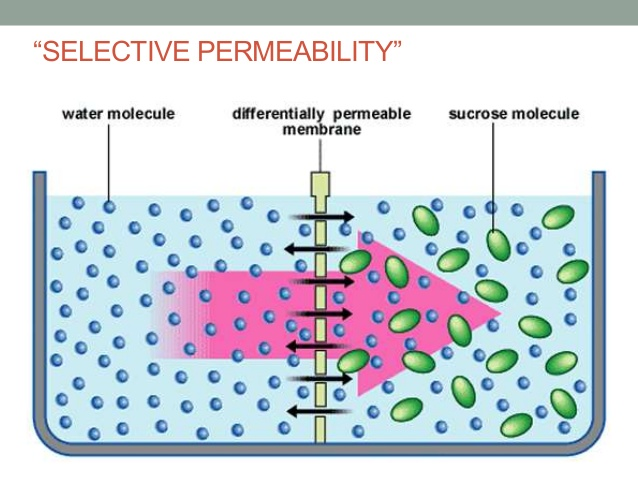 “SELECTIVE PERMEABILITY”
water molecule
differentially permeable
membrane
sucrose molecule